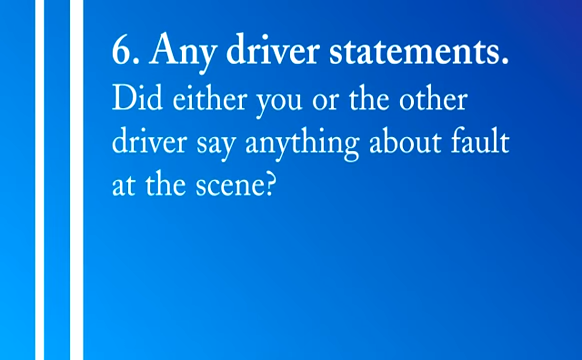 6. Any driver statements.
Did either you or the other
driver say anything about fault
at the scene?